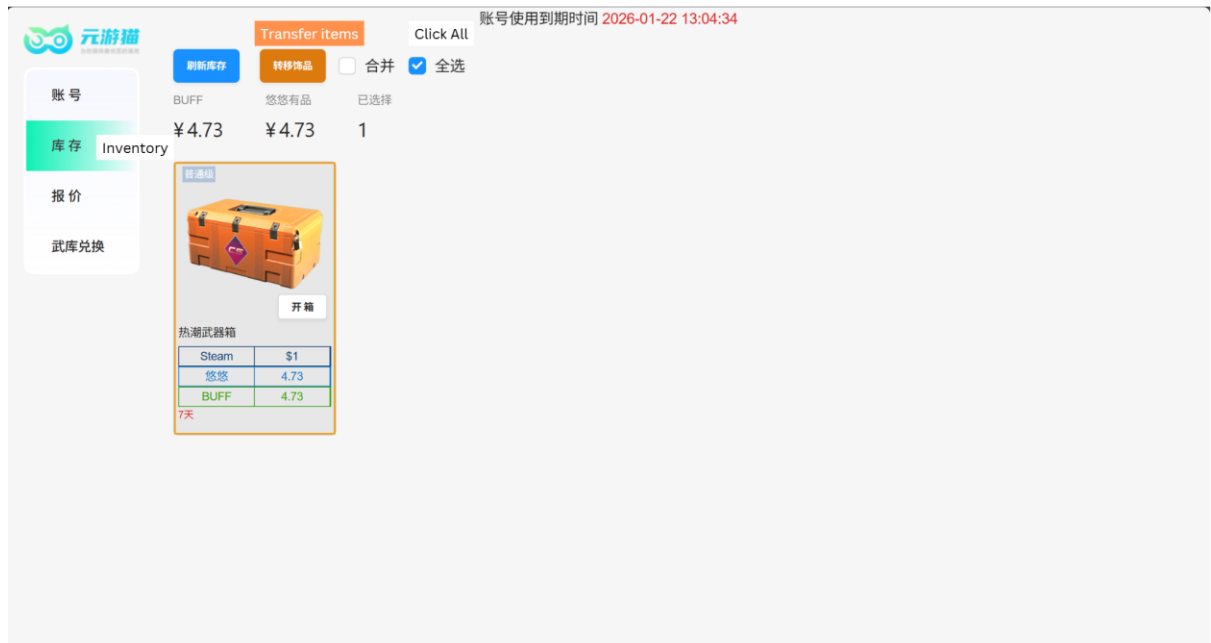 元游猫
账号使用到期时间 2026-01-22 13:04:34
Transfer items
Click All
刷新库存
转移饰品
合并
全选
账号
库存
Inventory
报价
武库兑换
BUFF
悠悠有品
已选择
¥4.73
¥4.73
1
普通级
开箱
热潮武器箱
Steam $1
悠悠 4.73
BUFF 4.73
7天